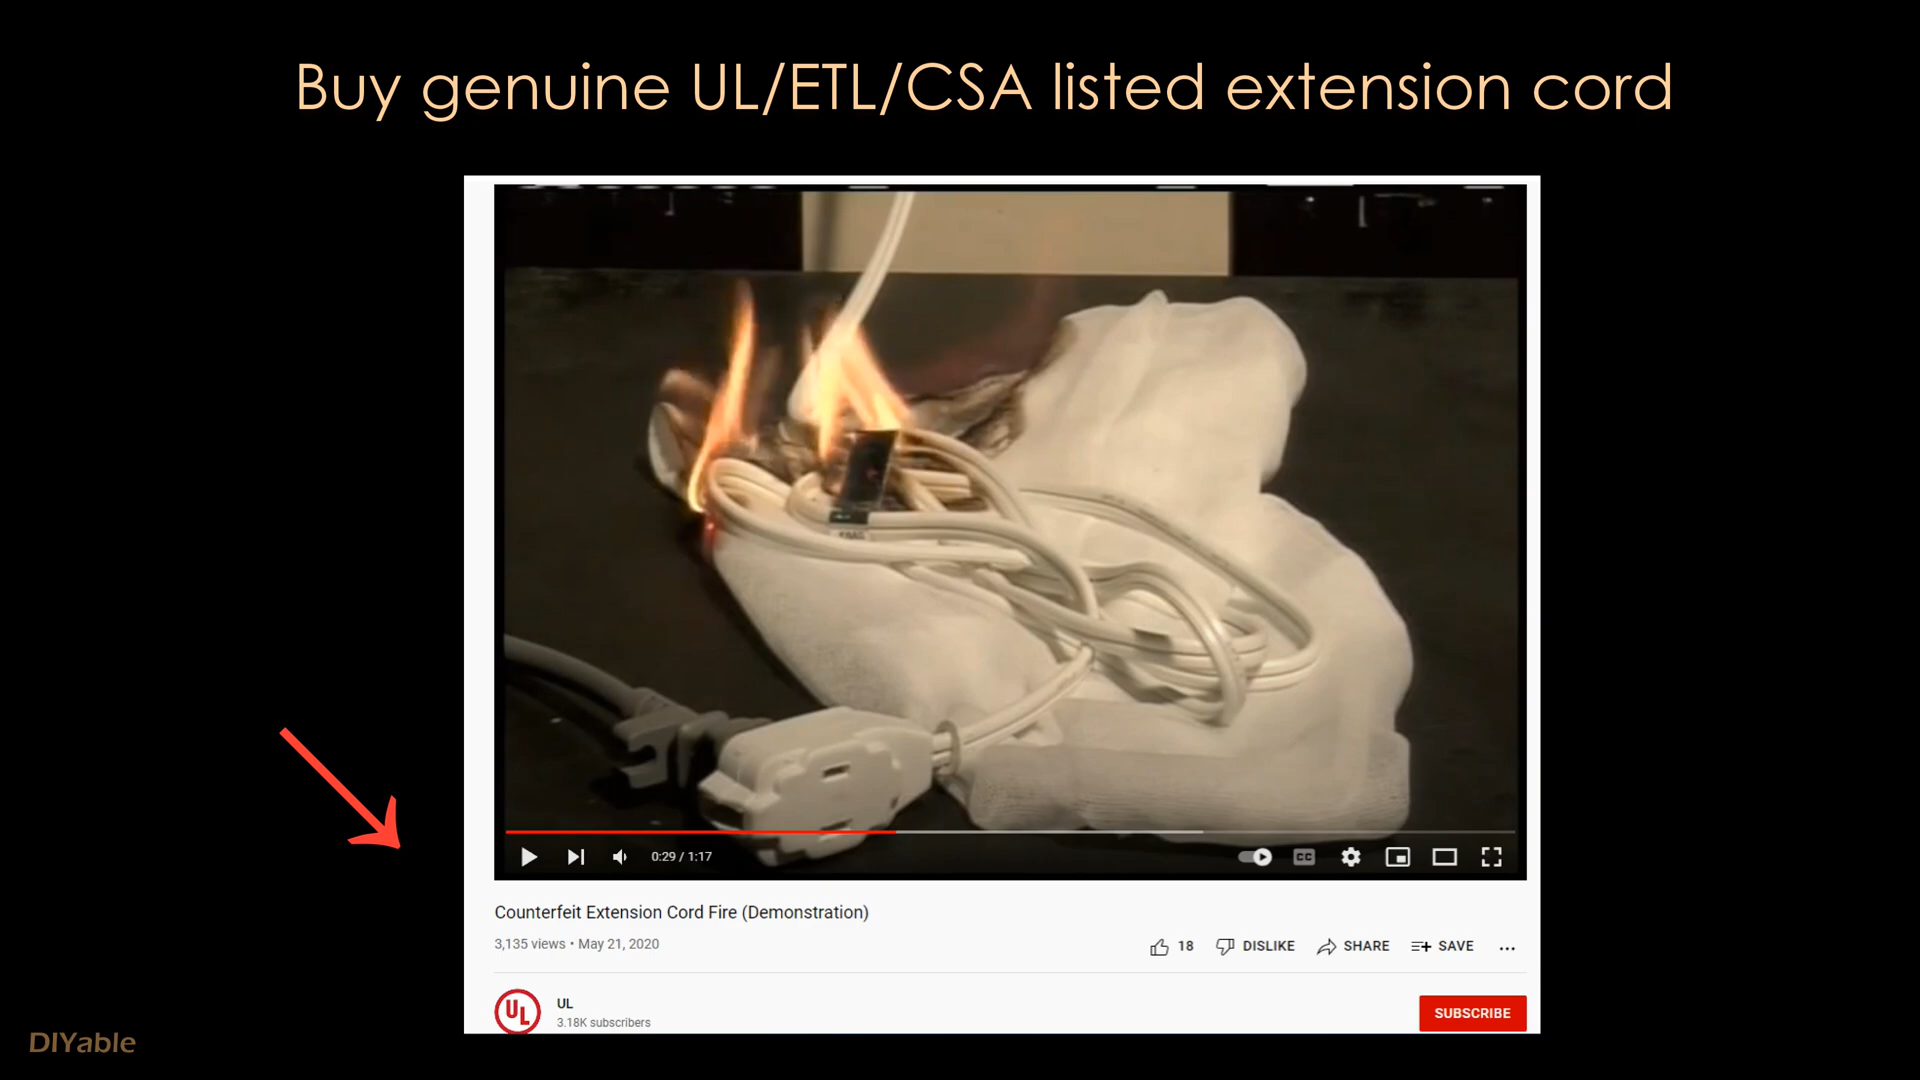 Buy genuine UL/ETL/CSA listed extension cord
0:29 / 1:17
CC
Counterfeit Extension Cord Fire (Demonstration)
3,135 views • May 21, 2020
18 DISLIKE SHARE SAVE ...
UL
UL
3.18K subscribers
SUBSCRIBE
DIYable